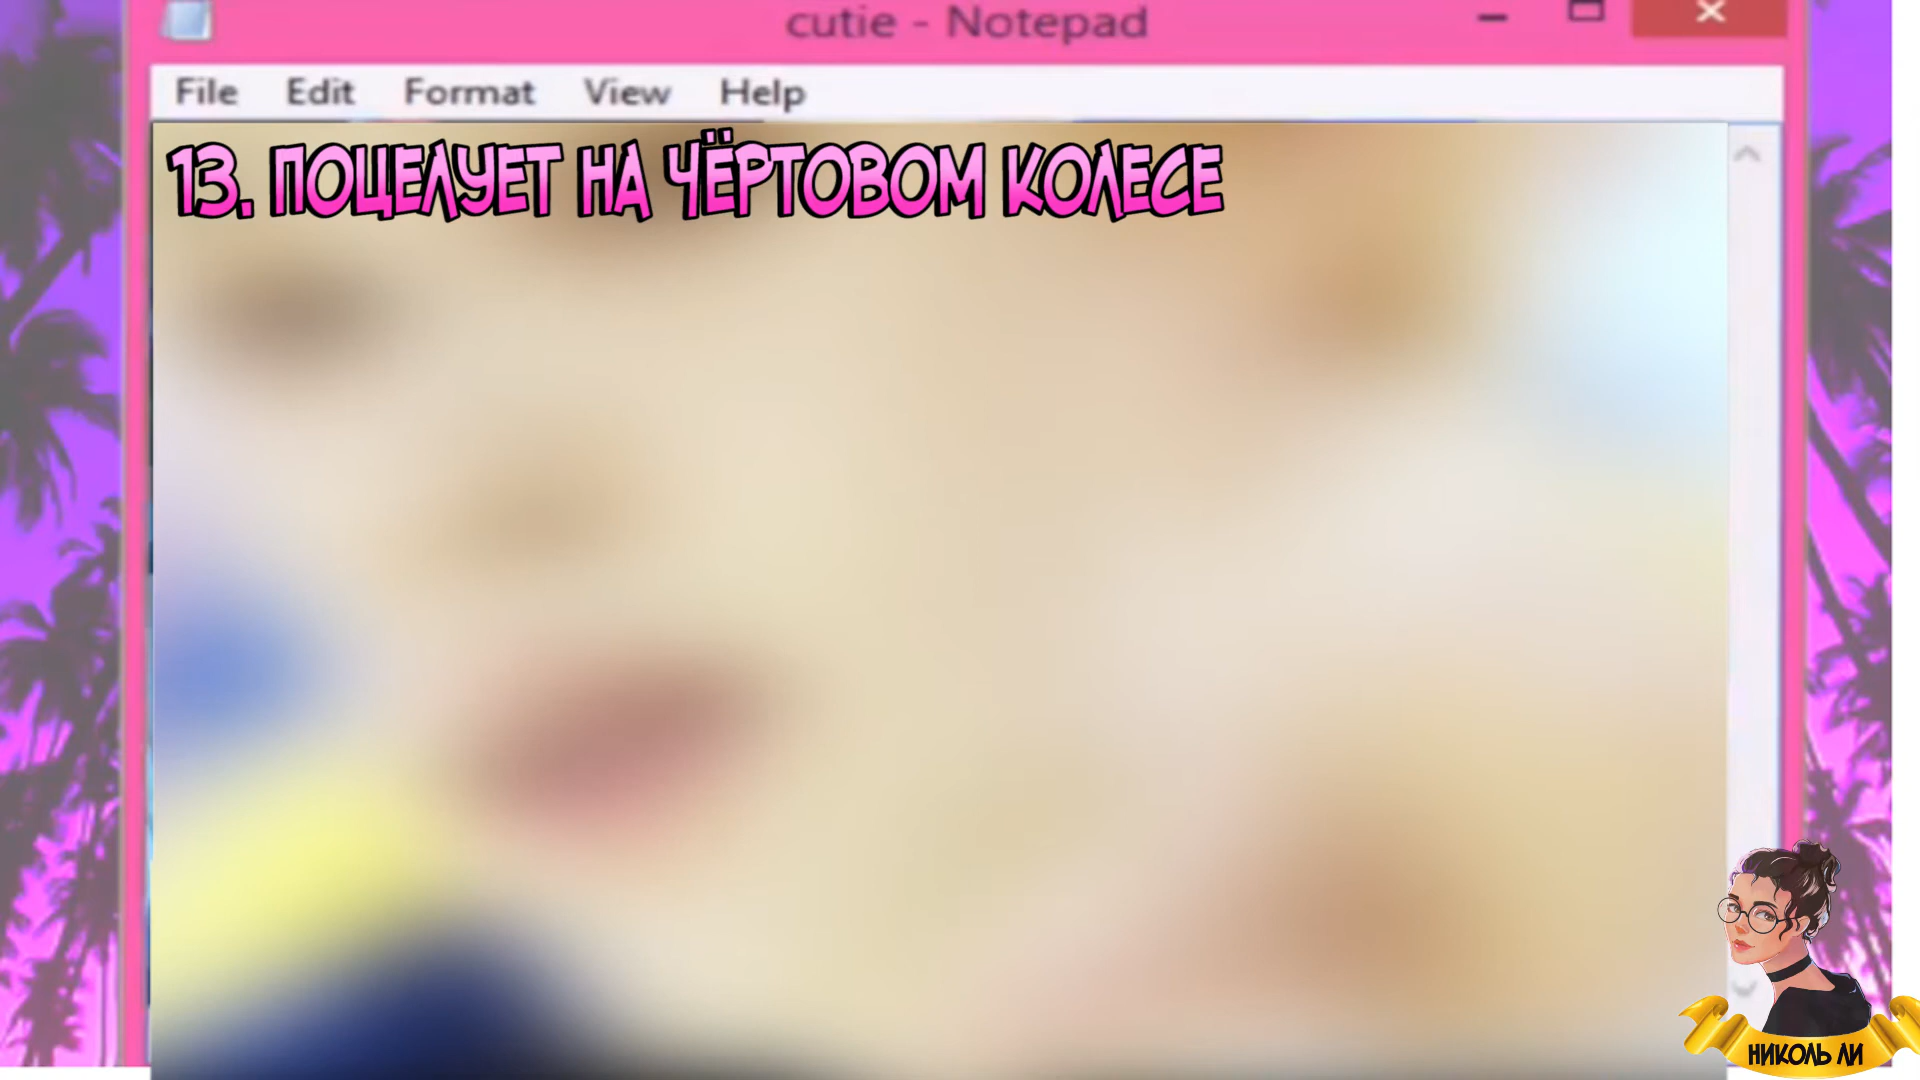 cutie - Notepad
File Edit Format View Help
13. ПОЦЕЛУЕТ НА ЧЁРТОВОМ КОЛЕСЕ
НИКОЛЬ ЛИ